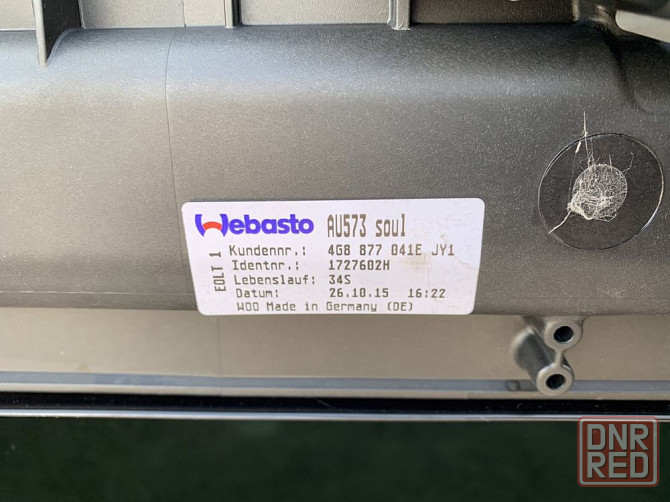 Webasto AU573 soul
EOLT 1
Kundennr.: 4G8 877 041E JY1
Identnr.: 1727602H
Lebenslauf: 34S
Datum: 26.10.15 16:22
WOO Made in Germany (DE)
DNR
RED